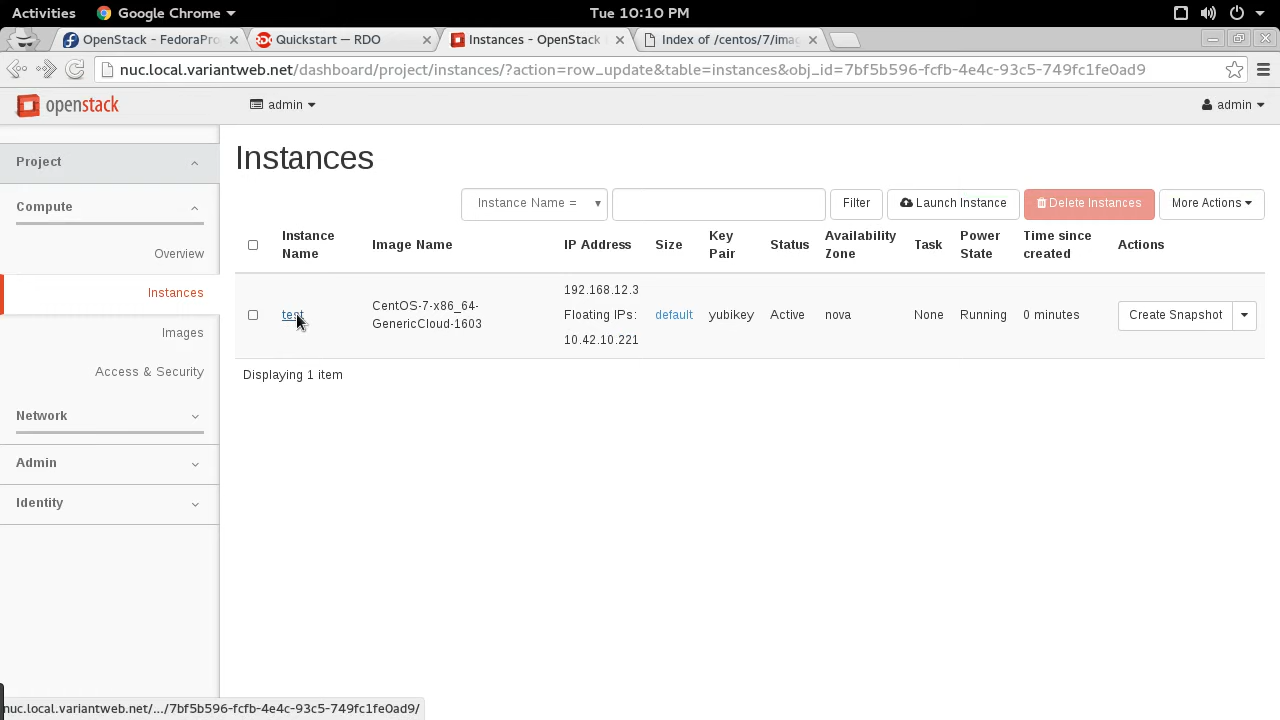 Activities
Google Chrome
Tue 10:10 PM
OpenStack - FedoraPro
Quickstart — RDO
Instances - OpenStack
Index of /centos/7/ima
nuc.local.variantweb.net/dashboard/project/instances/?action=row_update&table=instances&obj_id=7bf5b596-fcfb-4e4c-93c5-749fc1fe0ad9
openstack
admin
admin
Project
Compute
Overview
Instances
Images
Access & Security
Network
Admin
Identity
Instances
Instance Name =
Filter
Launch Instance
Delete Instances
More Actions
Instance Name
Image Name
IP Address
Size
Key Pair
Status
Availability Zone
Task
Power State
Time since created
Actions
test
CentOS-7-x86_64-
GenericCloud-1603
192.168.12.3
Floating IPs:
10.42.10.221
default
yubikey
Active
nova
None
Running
0 minutes
Create Snapshot
Displaying 1 item
nuc.local.variantweb.net/.../7bf5b596-fcfb-4e4c-93c5-749fc1fe0ad9/